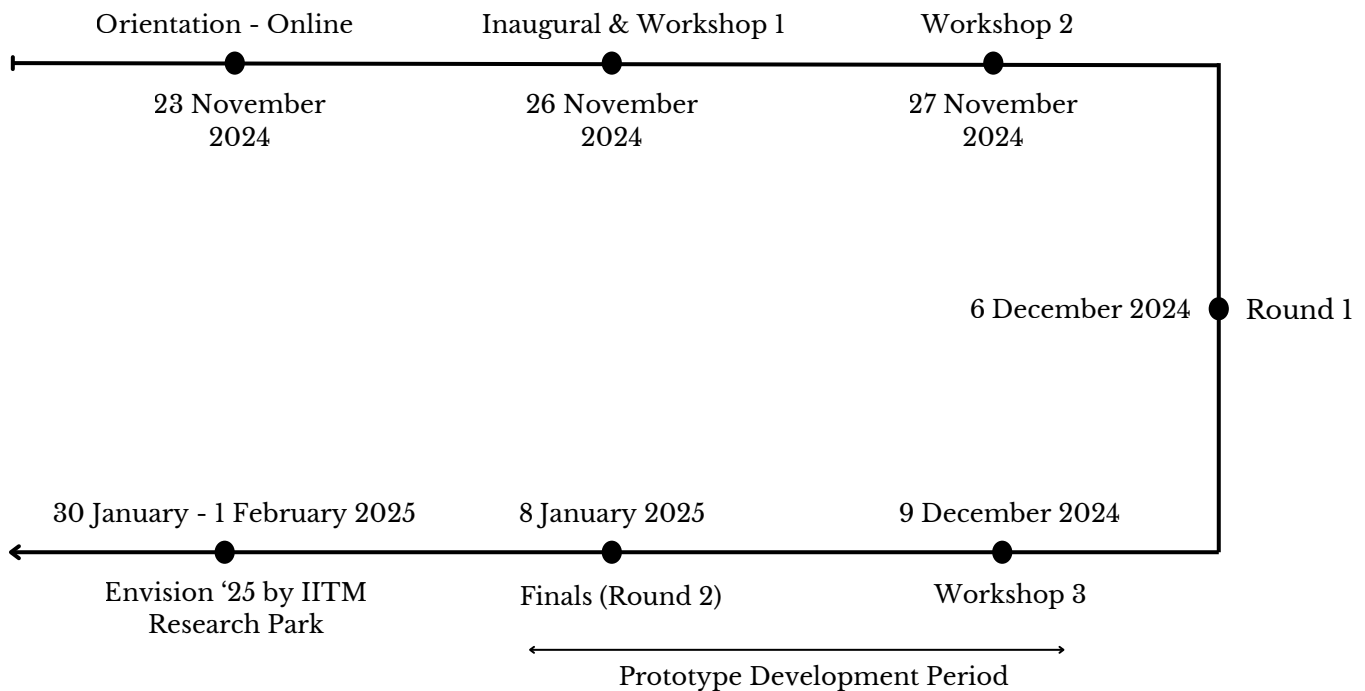 Orientation - Online
23 November
2024
Inaugural & Workshop 1
26 November
2024
Workshop 2
27 November
2024
6 December 2024
Round 1
9 December 2024
Workshop 3
8 January 2025
Finals (Round 2)
Prototype Development Period
30 January - 1 February 2025
Envision ‘25 by IITM
Research Park